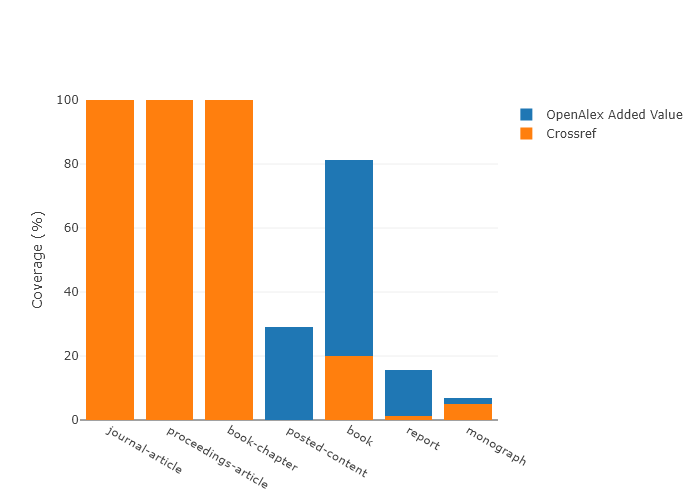 100
80
60
40
20
0
Coverage (%)
journal-article
proceedings-article
book-chapter
posted-content
book
report
monograph
OpenAlex Added Value
Crossref